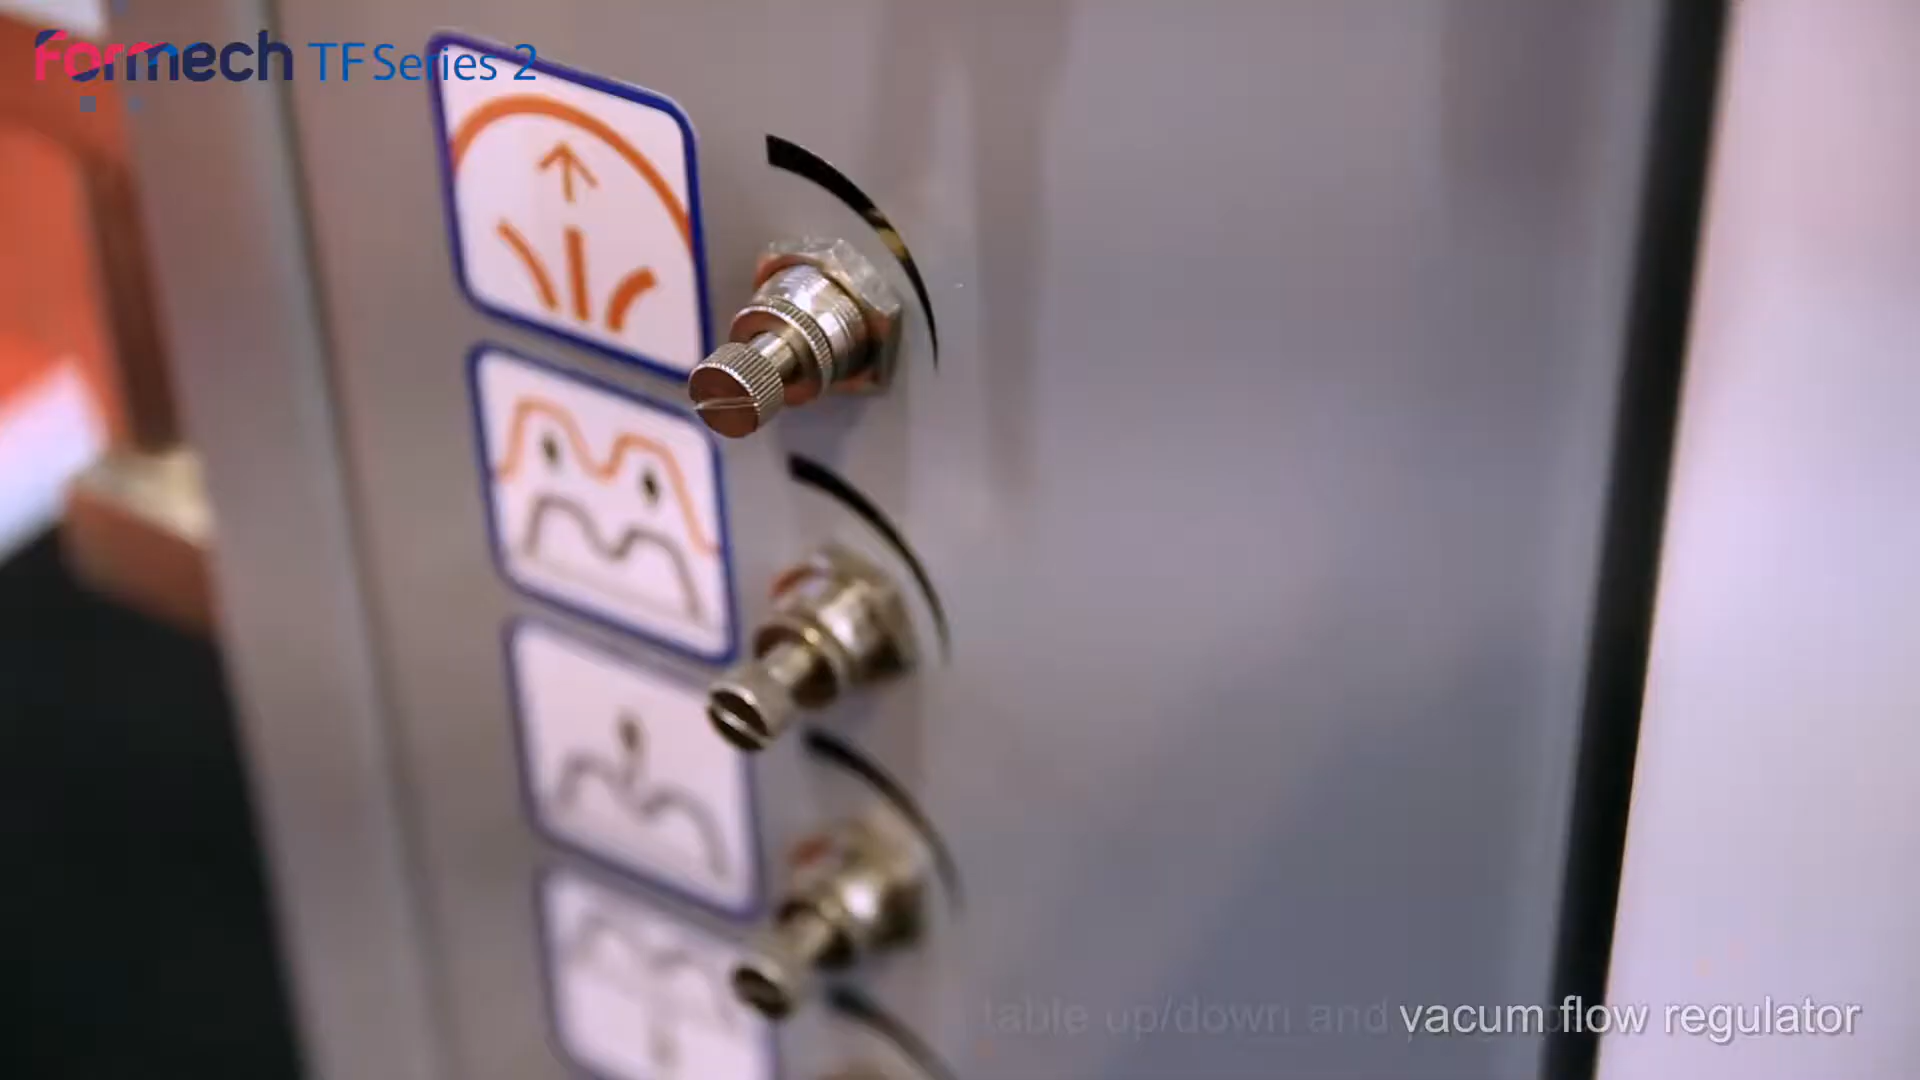 formech TF Series 2
table up/down and vacum flow regulator